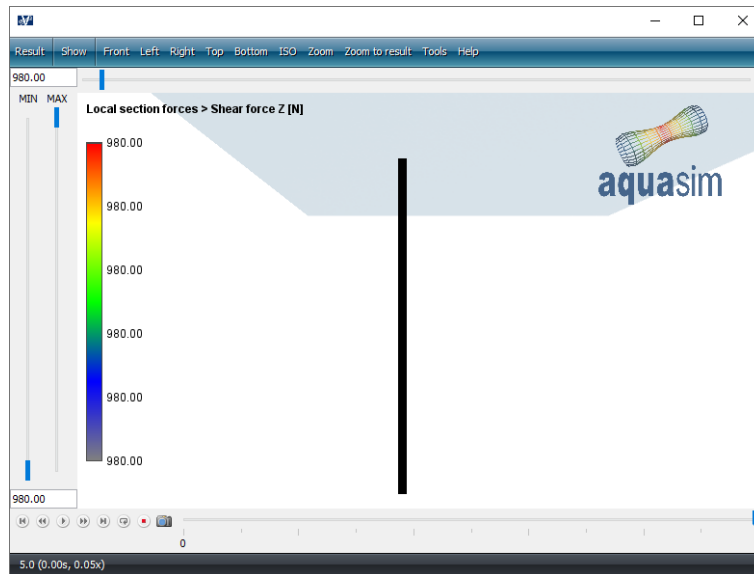 Result Show Front Left Right Top Bottom ISO Zoom Zoom to result Tools Help
980.00
MIN MAX
Local section forces > Shear force Z [N]
aquasim
980.00
980.00
980.00
980.00
980.00
980.00
980.00
0
5.0 (0.00s, 0.05x)